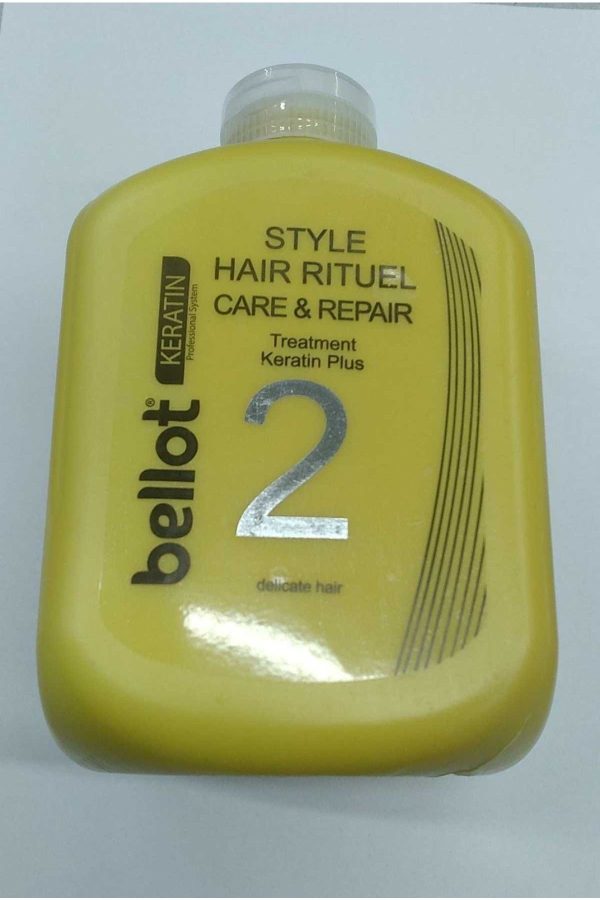 STYLE
HAIR RITUEL
CARE & REPAIR
Treatment
Keratin Plus
2
delicate hair
bellot®
KERATIN
Professional System